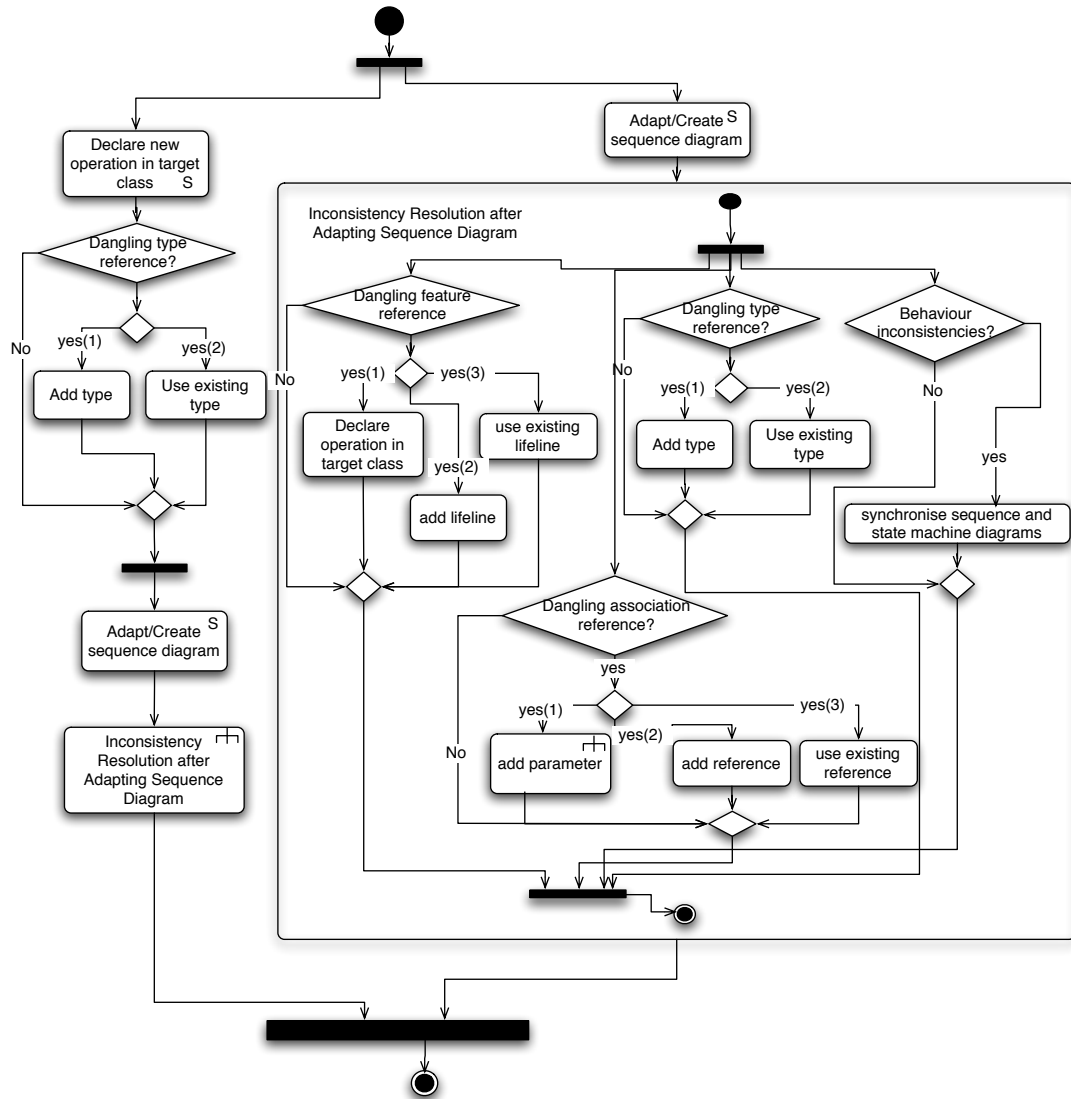 Adapt/Create S
sequence diagram
Declare new
operation in target
class S
Inconsistency Resolution after
Adapting Sequence Diagram
Dangling type
reference?
Dangling feature
reference
Dangling type
reference?
Behaviour
inconsistencies?
No
yes(1)
yes(2)
Add type
Use existing
type
No
yes(1)
yes(3)
Declare
operation in
target class
yes(2)
use existing
lifeline
add lifeline
No
yes(1)
yes(2)
Add type
Use existing
type
No
yes
synchronise sequence and
state machine diagrams
Adapt/Create S
sequence diagram
Dangling association
reference?
yes
No
yes(1)
yes(2)
yes(3)
add parameter
add reference
use existing
reference
Inconsistency
Resolution after
Adapting Sequence
Diagram